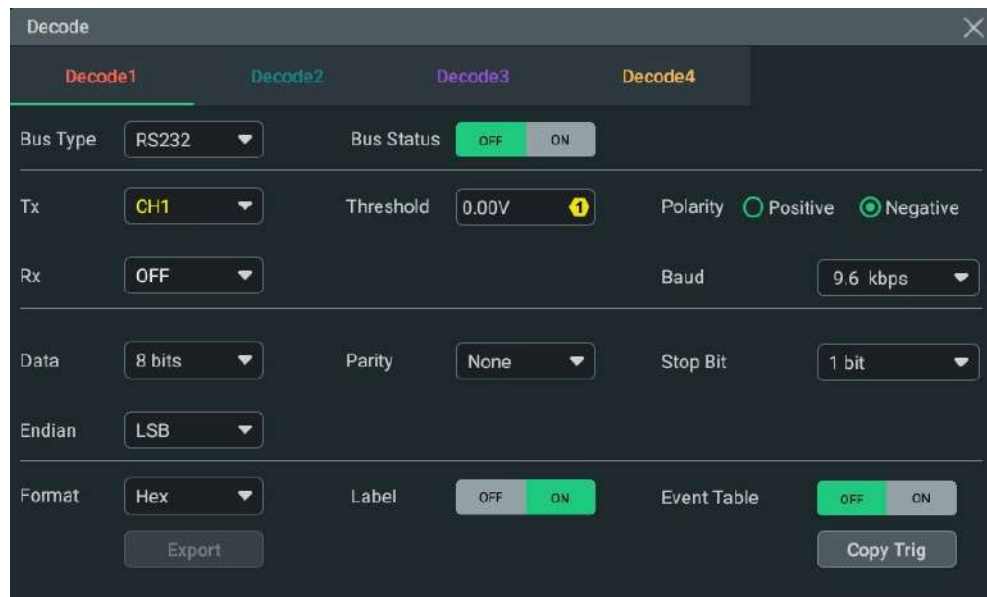 Decode
Decode1 Decode2 Decode3 Decode4
Bus Type RS232 Bus Status OFF ON
Tx CH1 Threshold 0.00V 1 Polarity Positive Negative
Rx OFF Baud 9.6 kbps
Data 8 bits Parity None Stop Bit 1 bit
Endian LSB
Format Hex Label OFF ON Event Table OFF ON
Export Copy Trig